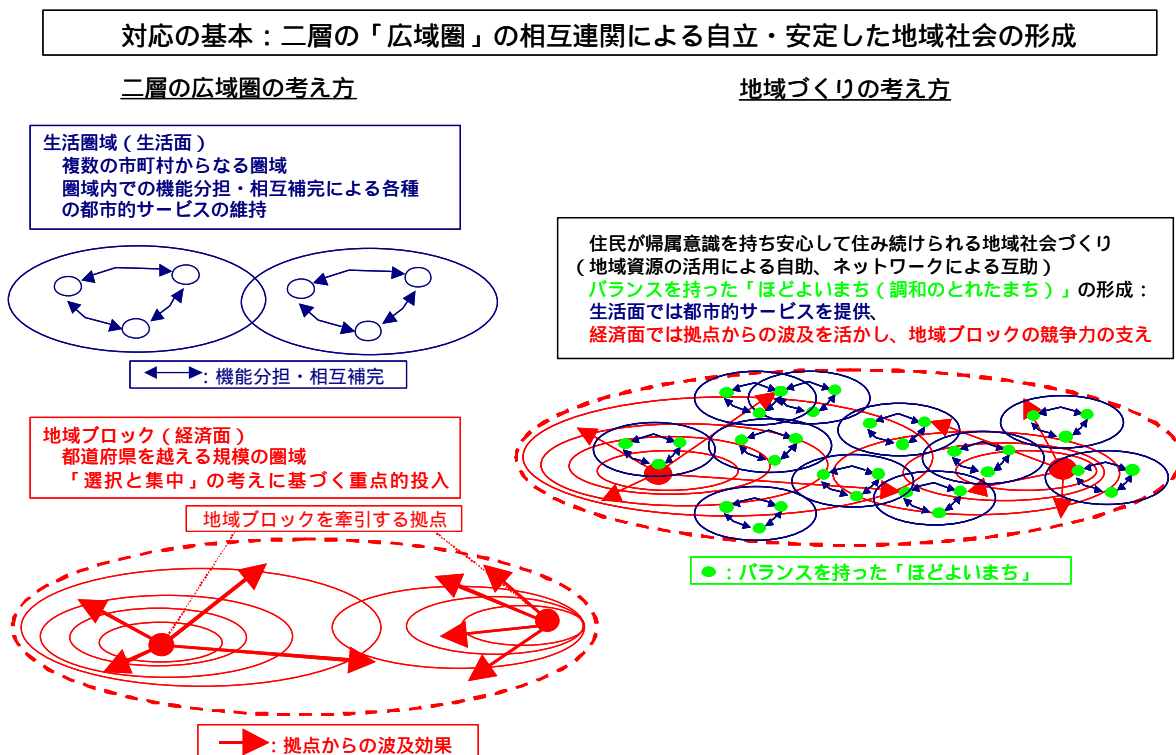 対応の基本：二層の「広域圏」の相互連関による自立・安定した地域社会の形成
二層の広域圏の考え方
生活圏域（生活面）
複数の市町村からなる圏域
圏域内での機能分担・相互補完による各種
の都市的サービスの維持
：機能分担・相互補完
地域ブロック（経済面）
都道府県を越える規模の圏域
「選択と集中」の考えに基づく重点的投入
地域ブロックを牽引する拠点
：拠点からの波及効果
地域づくりの考え方
住民が帰属意識を持ち安心して住み続けられる地域社会づくり
（地域資源の活用による自助、ネットワークによる互助）
バランスを持った「ほどよいまち（調和のとれたまち）」の形成：
生活面では都市的サービスを提供、
経済面では拠点からの波及を活かし、地域ブロックの競争力の支え
：バランスを持った「ほどよいまち」